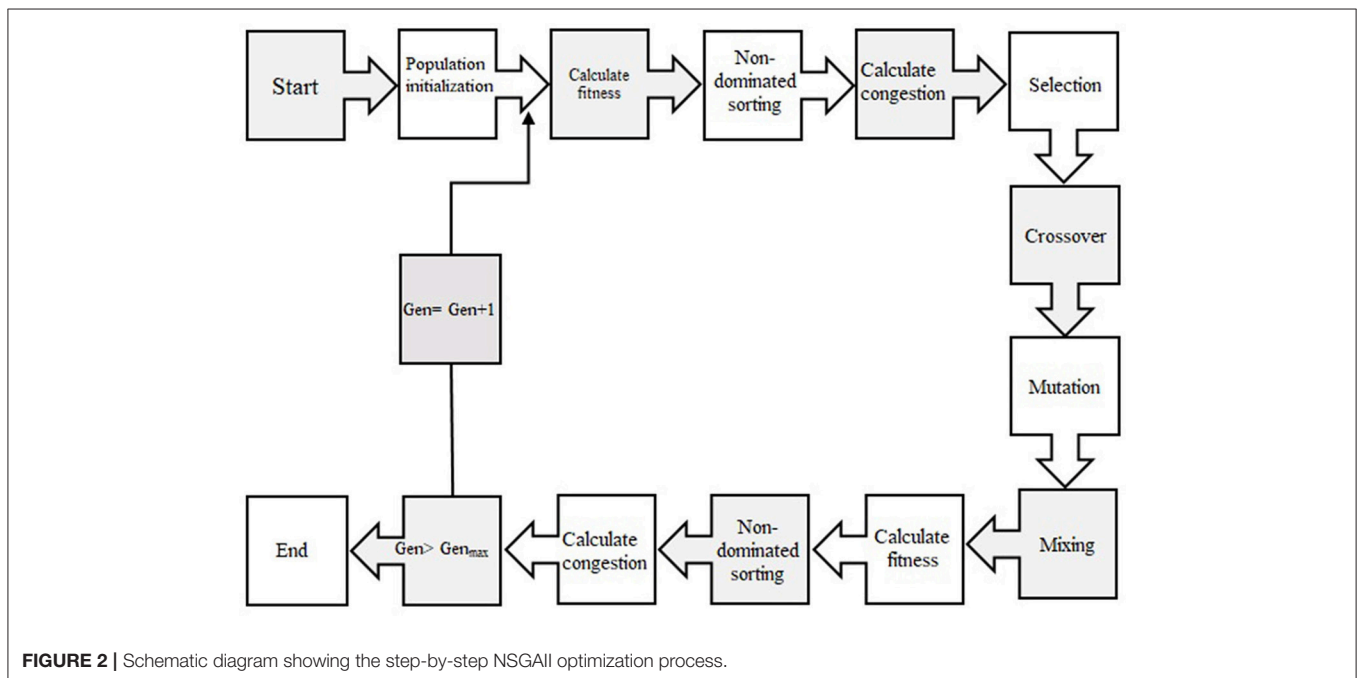 Start
Population
initialization
Calculate
fitness
Non-
dominated
sorting
Calculate
congestion
Selection
Crossover
Mutation
Mixing
Calculate
fitness
Non-
dominated
sorting
Calculate
congestion
Gen> Genmax
End
Gen= Gen+1
FIGURE 2 | Schematic diagram showing the step-by-step NSGAII optimization process.